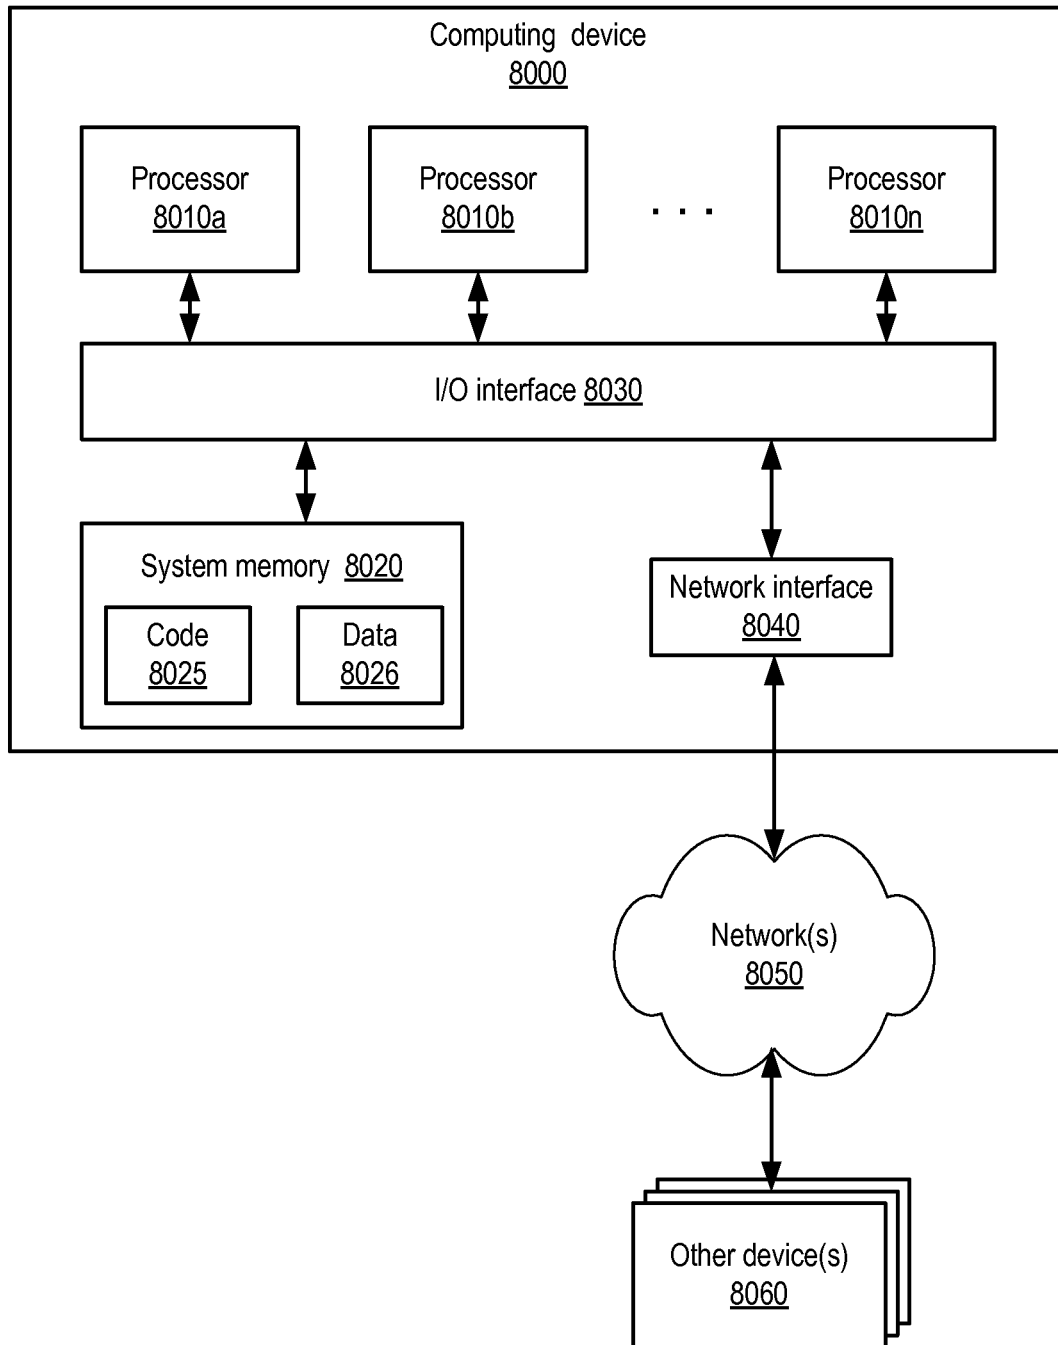 Computing device
8000
Processor
8010a
Processor
8010b
. . .
Processor
8010n
I/O interface 8030
System memory 8020
Code
8025
Data
8026
Network interface
8040
Network(s)
8050
Other device(s)
8060